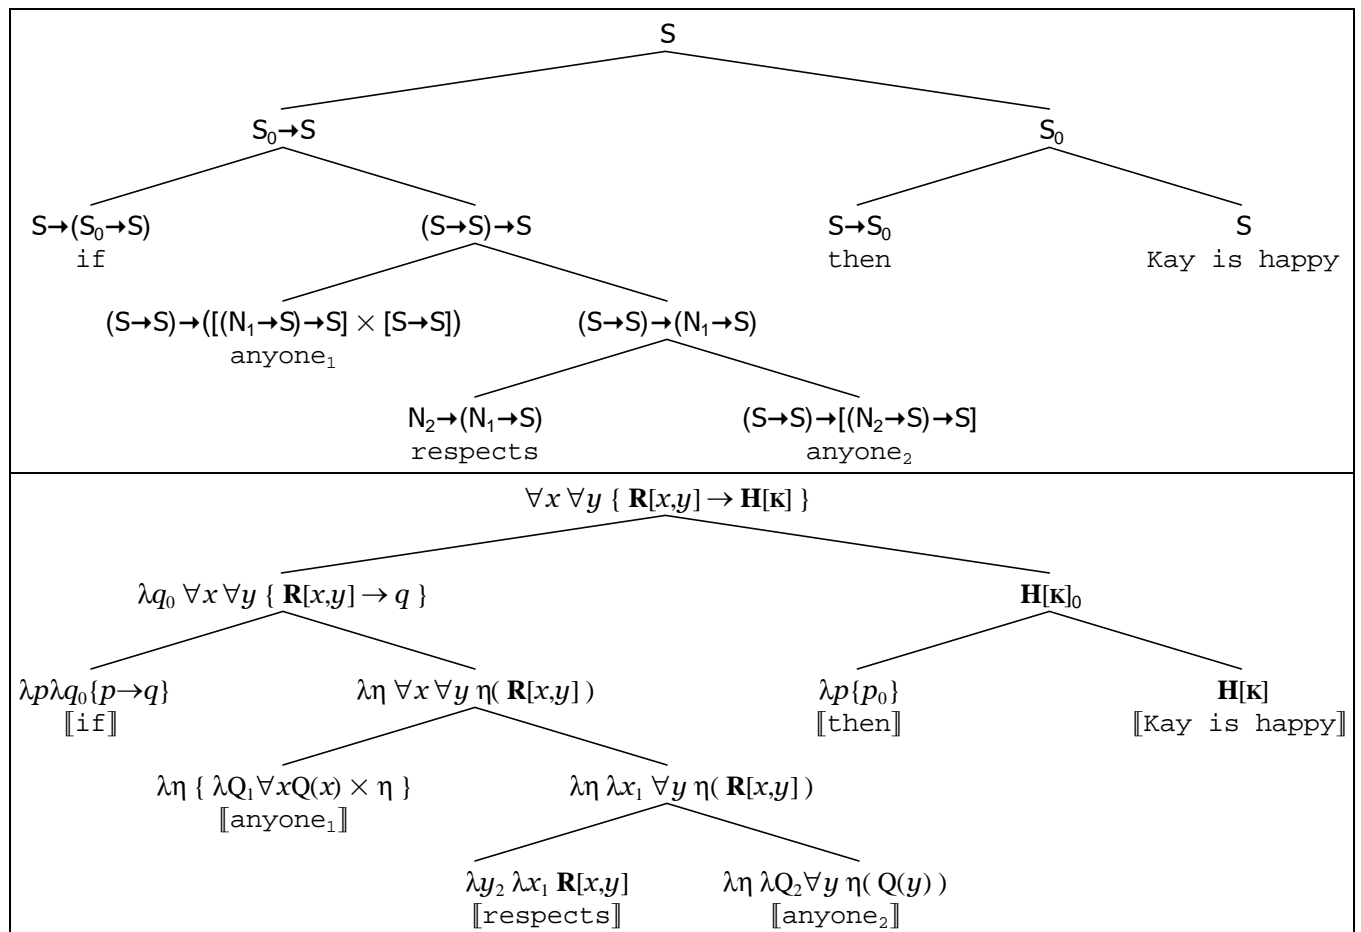 S
S₀→S S₀
S→(S₀→S) (S→S)→S S→S₀ S
if then Kay is happy
(S→S)→([(N₁→S)→S] × [S→S]) (S→S)→(N₁→S)
anyone₁
N₂→(N₁→S) (S→S)→[(N₂→S)→S]
respects anyone₂
∀x ∀y { R[x,y] → H[K] }
λq₀ ∀x ∀y { R[x,y] → q } H[K]₀
λpλq₀{p→q} λη ∀x ∀y η( R[x,y] ) λp{p₀} H[K]
⟦if⟧ ⟦then⟧ ⟦Kay is happy⟧
λη { λQ₁∀xQ(x) × η } λη λx₁ ∀y η( R[x,y] )
⟦anyone₁⟧
λy₂ λx₁ R[x,y] λη λQ₂∀y η( Q(y) )
⟦respects⟧ ⟦anyone₂⟧